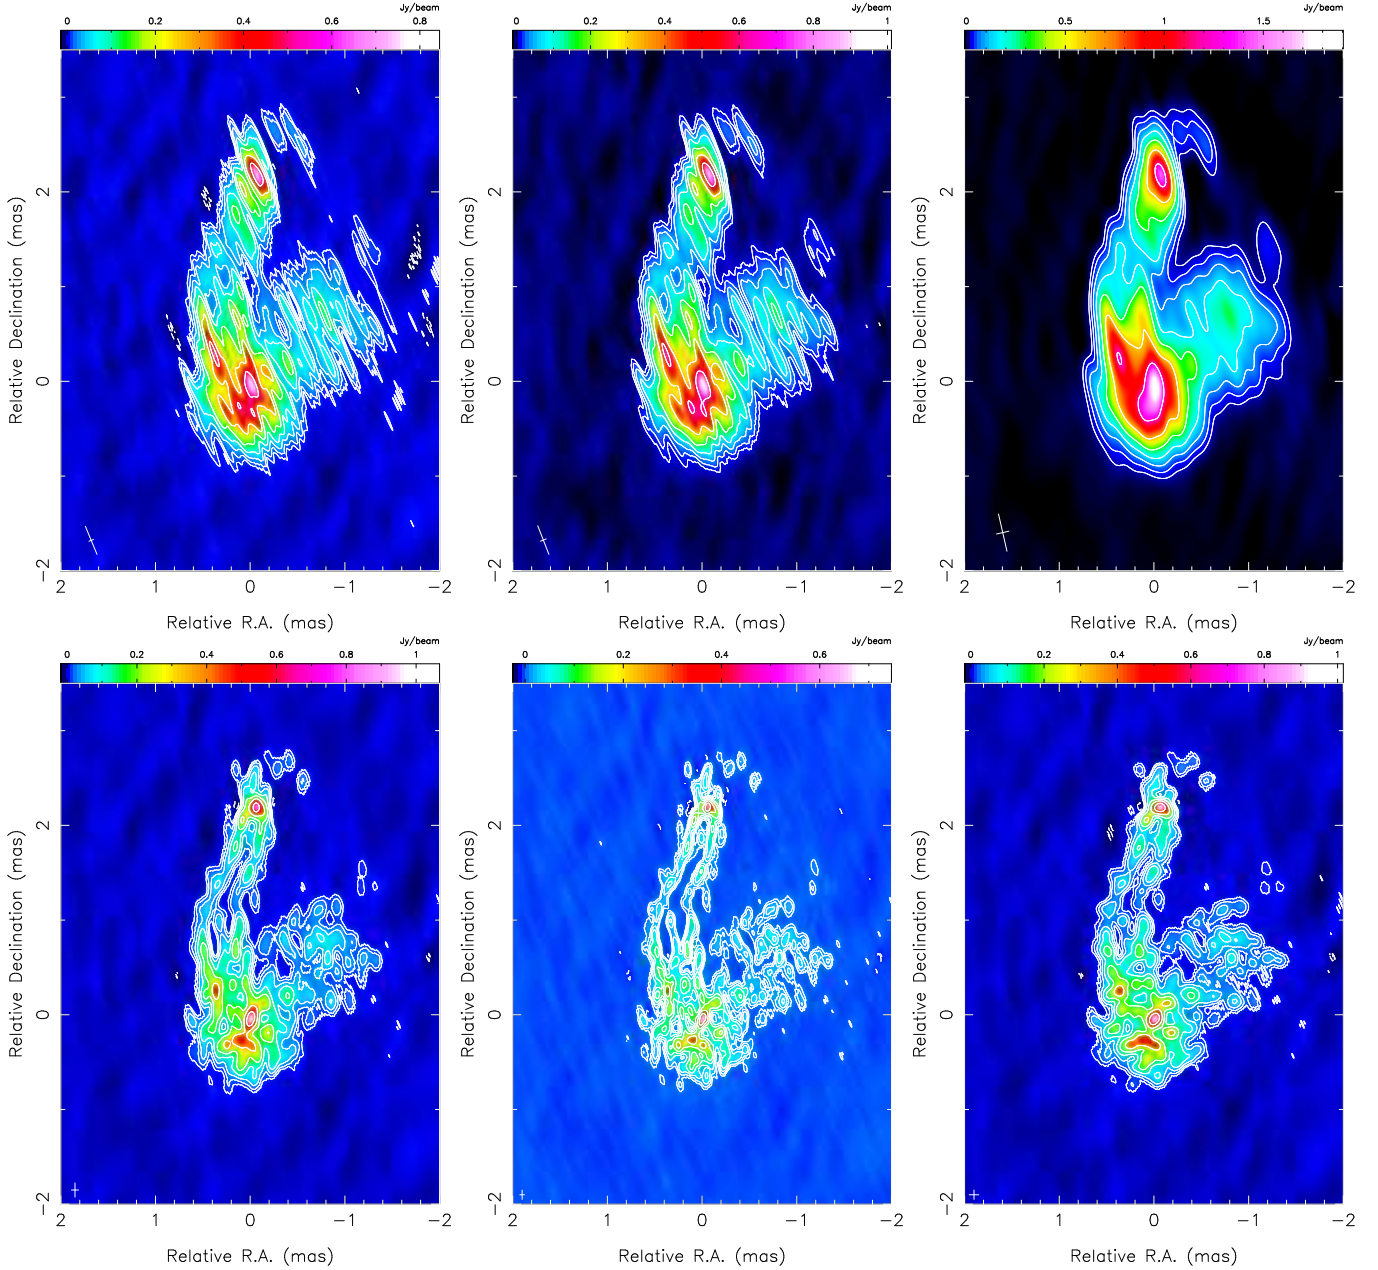 Jy/beam Jy/beam Jy/beam
0 0.2 0.4 0.6 0.8 0 0.2 0.4 0.6 0.8 1 0 0.5 1 1.5
Relative Declination (mas) Relative Declination (mas) Relative Declination (mas)
2 2 2
0 0 0
−2 −2 −2
2 1 0 −1 −2 2 1 0 −1 −2 2 1 0 −1 −2
Relative R.A. (mas) Relative R.A. (mas) Relative R.A. (mas)
Jy/beam Jy/beam Jy/beam
0 0.2 0.4 0.6 0.8 1 0 0.2 0.4 0.6 0 0.2 0.4 0.6 0.8 1
Relative Declination (mas) Relative Declination (mas) Relative Declination (mas)
2 2 2
0 0 0
−2 −2 −2
2 1 0 −1 −2 2 1 0 −1 −2 2 1 0 −1 −2
Relative R.A. (mas) Relative R.A. (mas) Relative R.A. (mas)